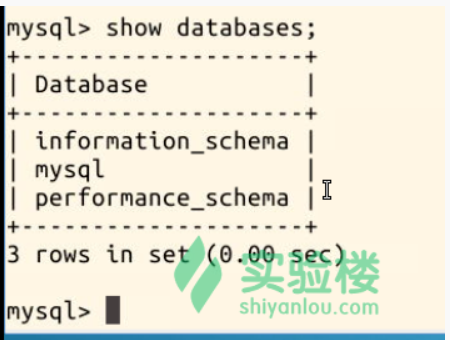 mysql> show databases;
+--------------------+
| Database           |
+--------------------+
| information_schema |
| mysql              |
| performance_schema |
+--------------------+
3 rows in set (0.00 sec)
实验楼
shiyanlou.com
mysql>